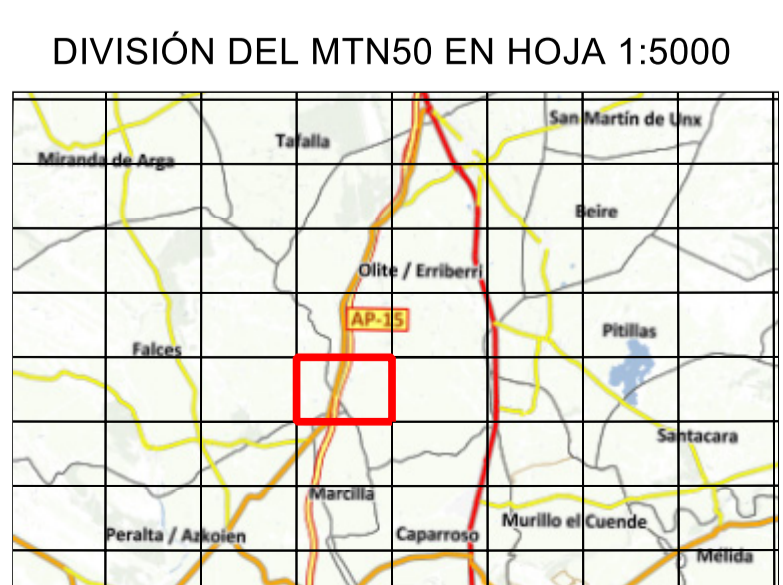 DIVISIÓN DEL MTN50 EN HOJA 1:5000
San Martín de Unx
Tafalla
Miranda de Arga
Beire
Olite / Erriberri
AP-15
Pitillas
Falces
Santacara
Marcilla
Murillo el Cuende
Peralta / Azkoien
Caparroso
Mélida